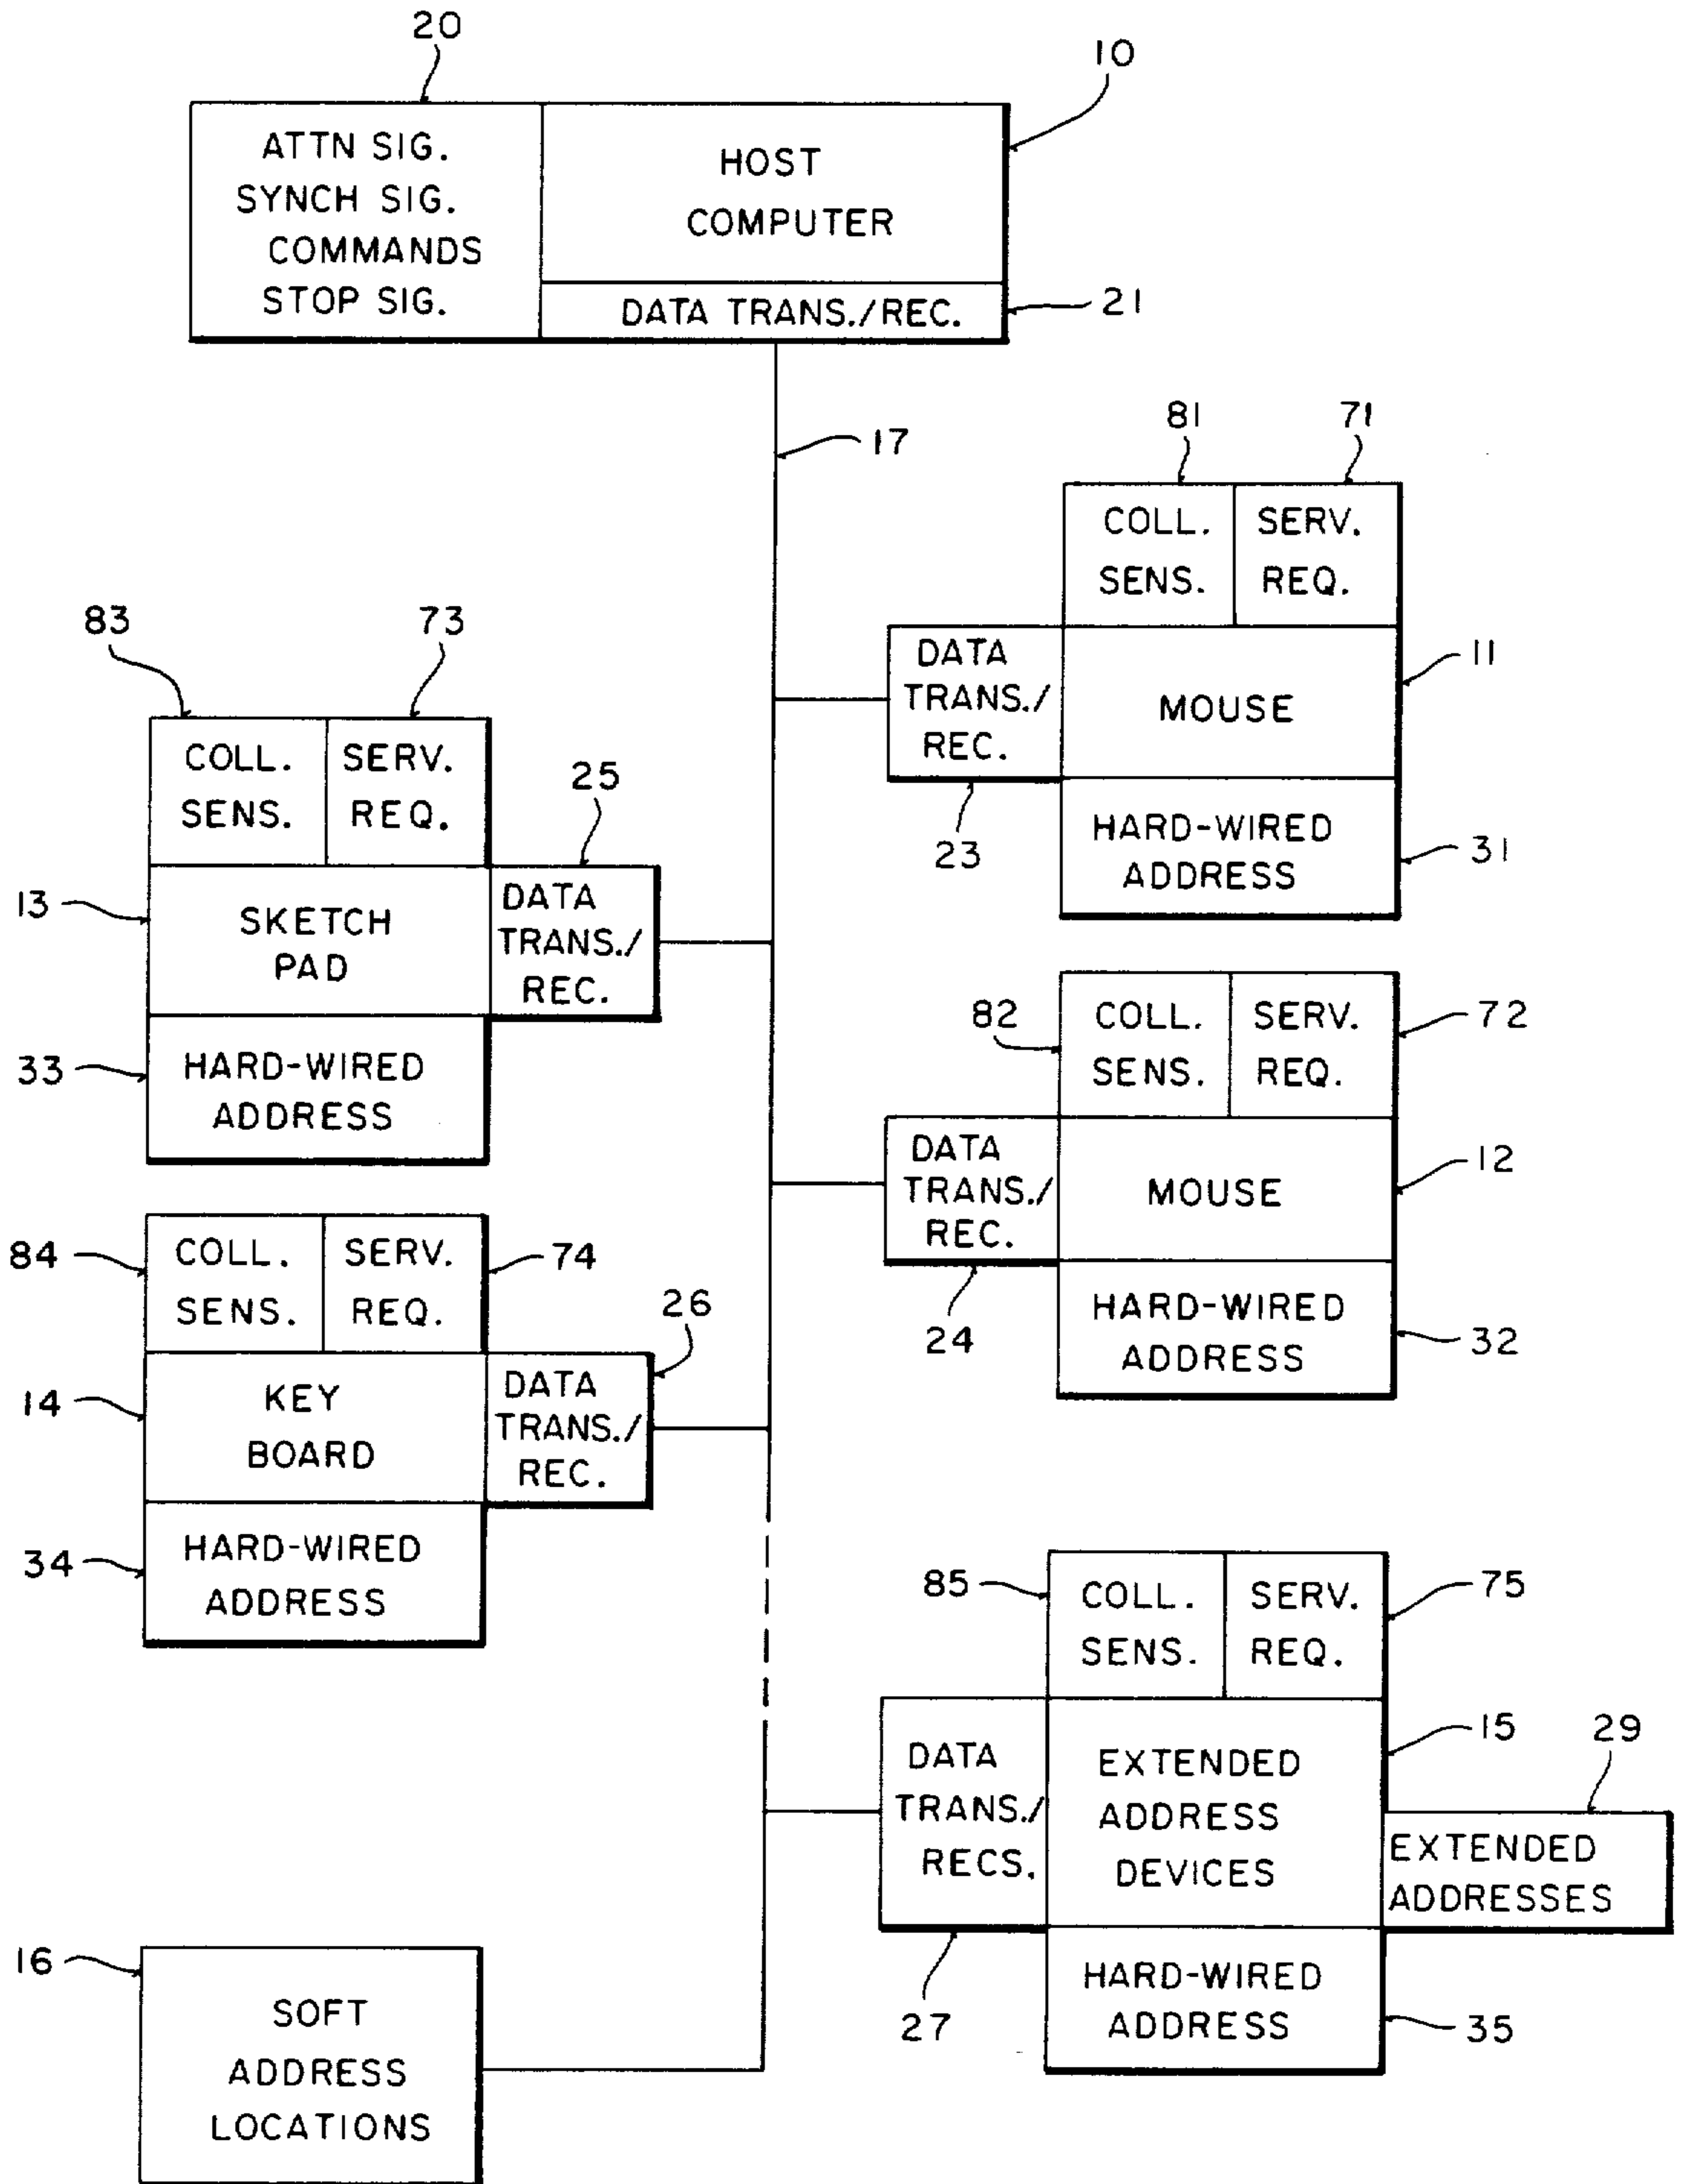 20
10
ATTN SIG.
SYNCH SIG.
COMMANDS
STOP SIG.
HOST
COMPUTER
DATA TRANS./REC.
21
17
81
71
COLL.
SENS.
SERV.
REQ.
DATA
TRANS./
REC.
MOUSE
11
23
HARD-WIRED
ADDRESS
31
83
73
COLL.
SENS.
SERV.
REQ.
25
13
SKETCH
PAD
DATA
TRANS./
REC.
33
HARD-WIRED
ADDRESS
82
COLL.
SENS.
SERV.
REQ.
72
DATA
TRANS./
REC.
MOUSE
12
24
HARD-WIRED
ADDRESS
32
84
COLL.
SENS.
SERV.
REQ.
74
26
14
KEY
BOARD
DATA
TRANS./
REC.
34
HARD-WIRED
ADDRESS
85
COLL.
SENS.
SERV.
REQ.
75
DATA
TRANS./
RECS.
EXTENDED
ADDRESS
DEVICES
15
29
EXTENDED
ADDRESSES
27
HARD-WIRED
ADDRESS
35
16
SOFT
ADDRESS
LOCATIONS